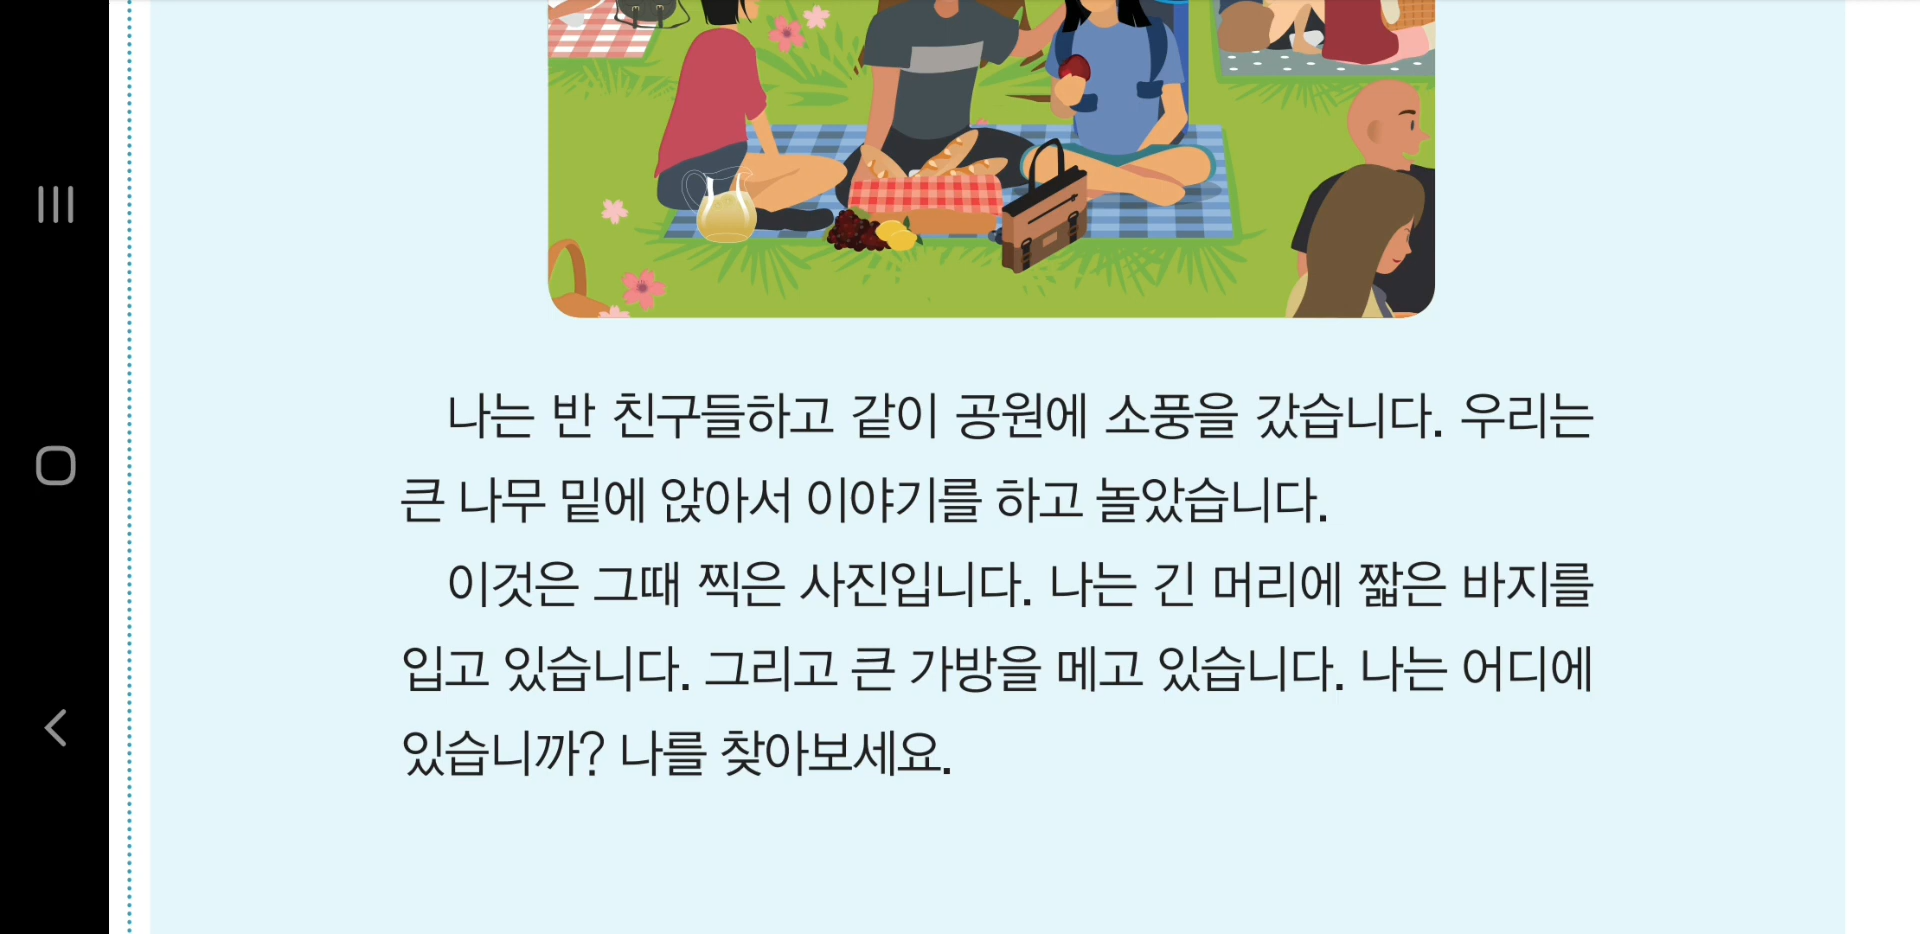 나는 반 친구들하고 같이 공원에 소풍을 갔습니다. 우리는
큰 나무 밑에 앉아서 이야기를 하고 놀았습니다.
이것은 그때 찍은 사진입니다. 나는 긴 머리에 짧은 바지를
입고 있습니다. 그리고 큰 가방을 메고 있습니다. 나는 어디에
있습니까? 나를 찾아보세요.